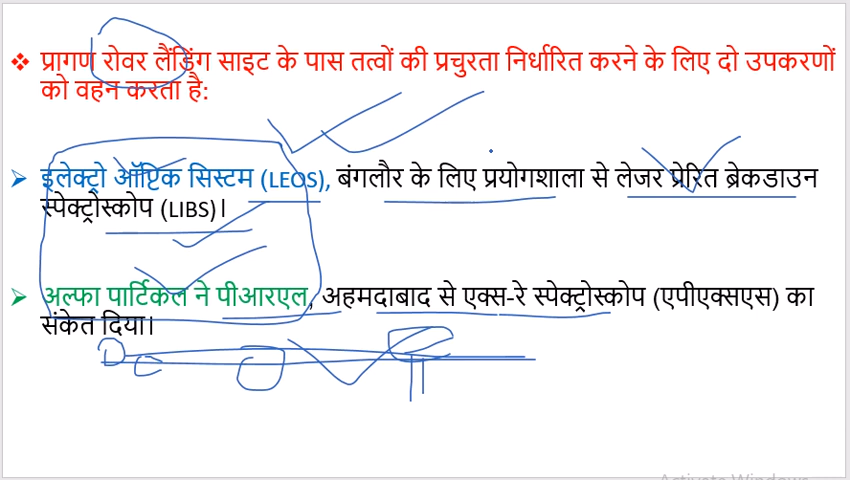 ❖ प्रागण रोवर लैंडिंग साइट के पास तत्वों की प्रचुरता निर्धारित करने के लिए दो उपकरणों
को वहन करता है:
➢ इलेक्ट्रो ऑप्टिक सिस्टम (LEOS), बंगलौर के लिए प्रयोगशाला से लेजर प्रेरित ब्रेकडाउन
स्पेक्ट्रोस्कोप (LIBS)।
➢ अल्फा पार्टिकल ने पीआरएल, अहमदाबाद से एक्स-रे स्पेक्ट्रोस्कोप (एपीएक्सएस) का
संकेत दिया।